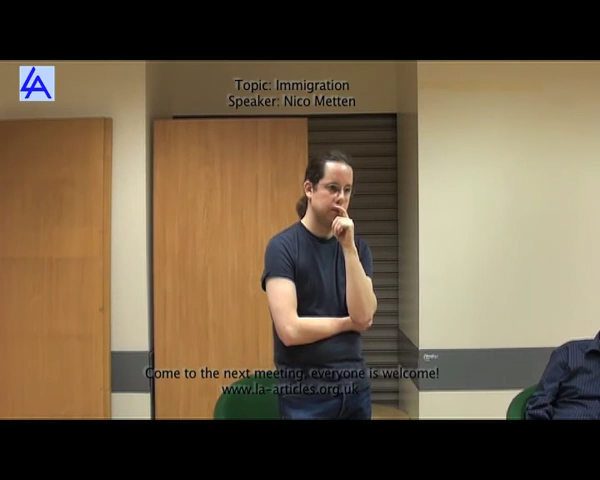 LA
Topic: Immigration
Speaker: Nico Metten
Come to the next meeting, everyone is welcome!
www.la-articles.org.uk